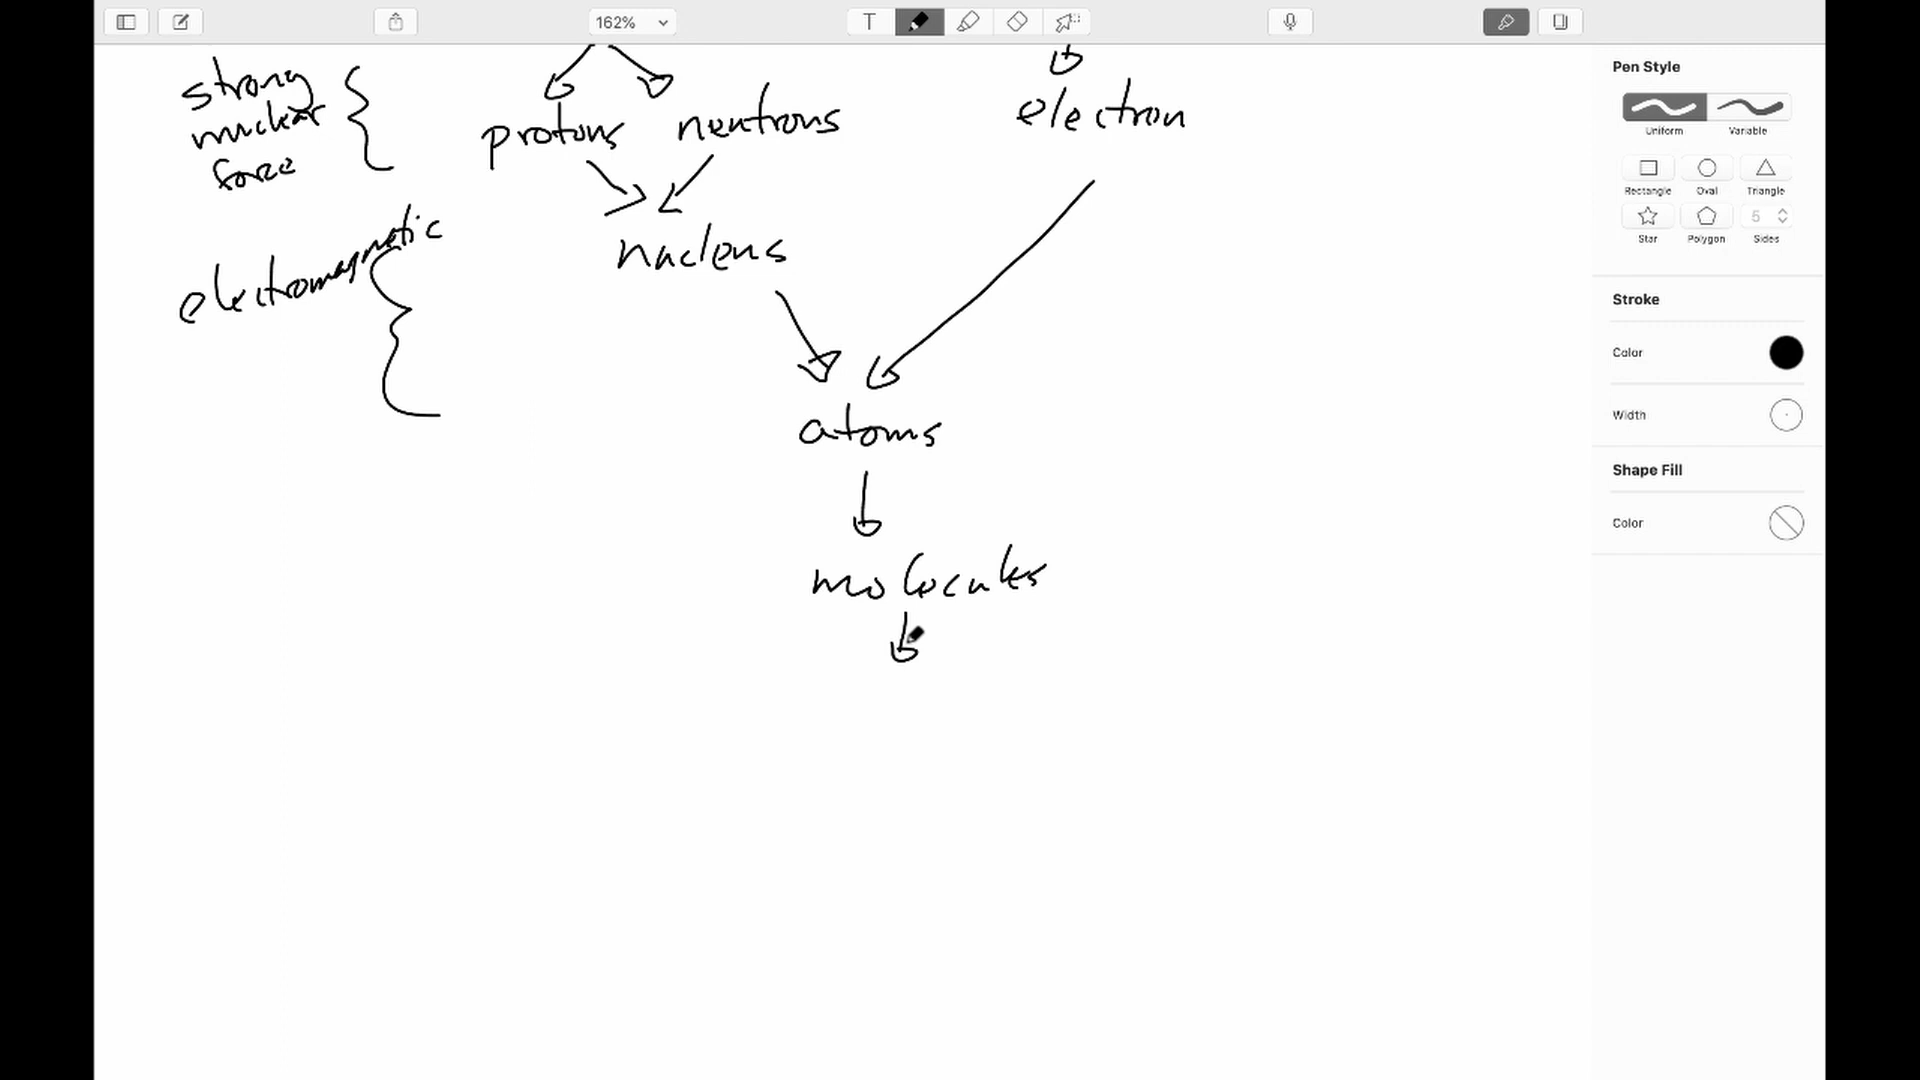 162%
T
Pen Style
Uniform Variable
Rectangle Oval Triangle
5
Star Polygon Sides
Stroke
Color
Width
Shape Fill
Color
strong
nuclear
force
protons neutrons
electron
nucleus
electromagnetic
atoms
molecules